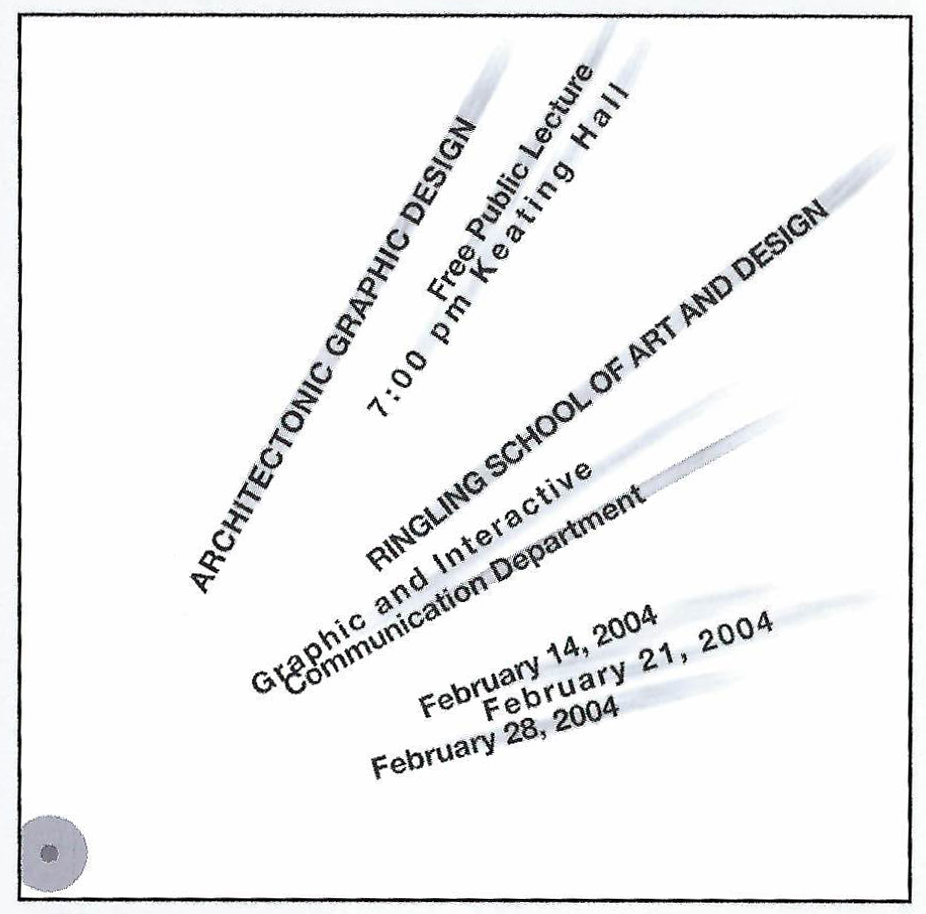 ARCHITECTONIC GRAPHIC DESIGN
Free Public Lecture
7:00 pm Keating Hall
RINGLING SCHOOL OF ART AND DESIGN
Graphic and Interactive
Communication Department
February 14, 2004
February 21, 2004
February 28, 2004